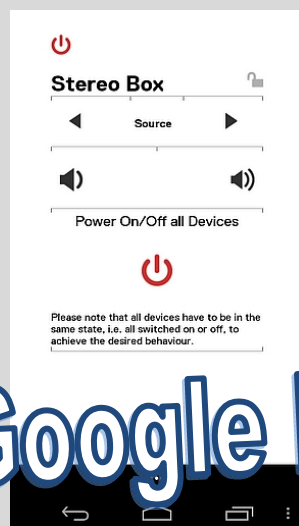 Stereo Box
Source
Power On/Off all Devices
Please note that all devices have to be in the
same state, i.e. all switched on or off, to
achieve the desired behaviour.
Google